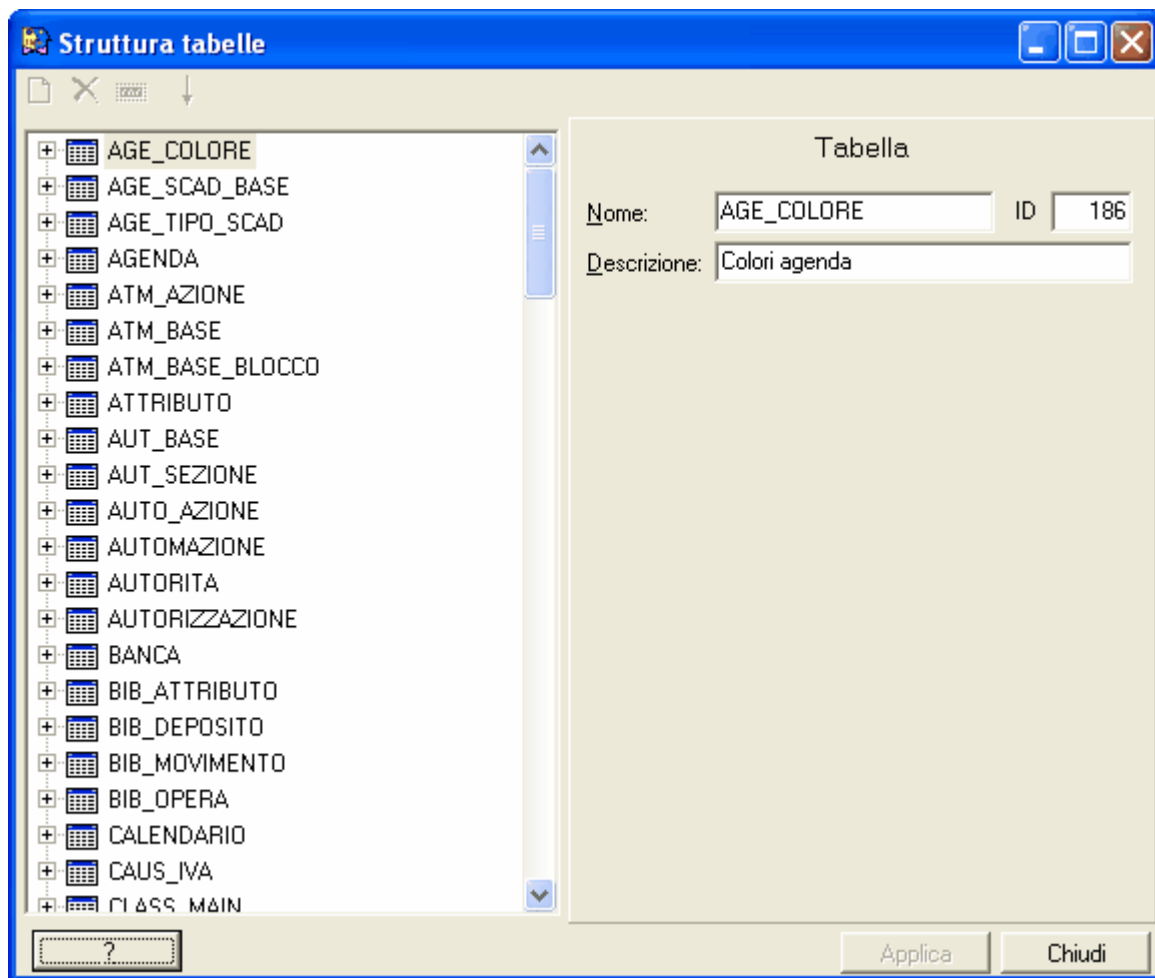 Struttura tabelle
AGE_COLORE
AGE_SCAD_BASE
AGE_TIPO_SCAD
AGENDA
ATM_AZIONE
ATM_BASE
ATM_BASE_BLOCCO
ATTRIBUTO
AUT_BASE
AUT_SEZIONE
AUTO_AZIONE
AUTOMAZIONE
AUTORITA
AUTORIZZAZIONE
BANCA
BIB_ATTRIBUTO
BIB_DEPOSITO
BIB_MOVIMENTO
BIB_OPERA
CALENDARIO
CAUS_IVA
CLASS_MAIN
Tabella
Nome: AGE_COLORE ID 186
Descrizione: Colori agenda
? Applica Chiudi